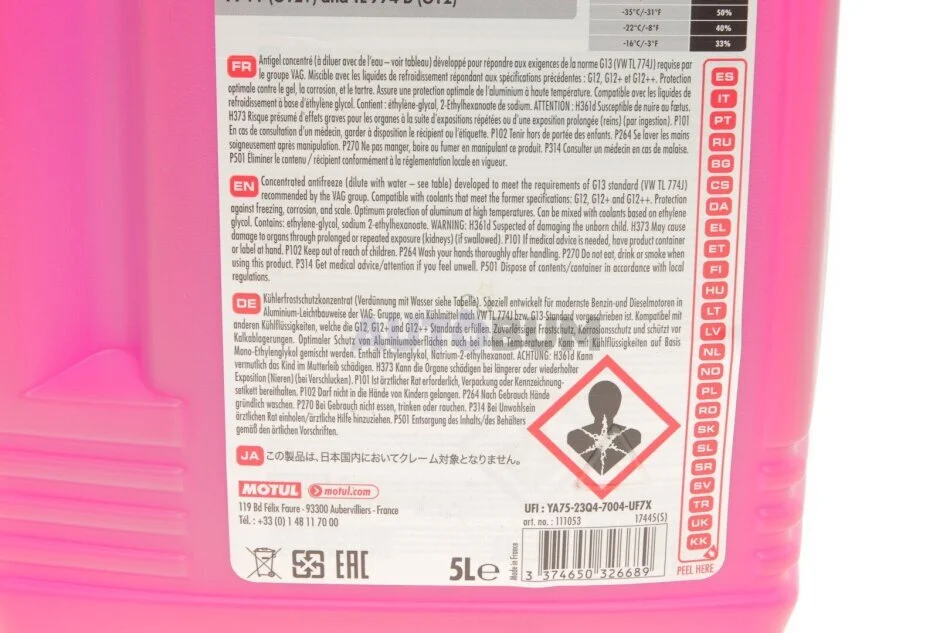 -35°C/-31°F 50%
-22°C/-8°F 40%
-16°C/-3°F 33%
FR Antigel concentré (à diluer avec de l'eau – voir tableau) développé pour répondre aux exigences de la norme G13 (VW TL 774J) requise par
le groupe VAG. Miscible avec les liquides de refroidissement répondant aux spécifications précédentes : G12, G12+ et G12++. Protection
optimale contre le gel, la corrosion, et le tartre. Assure une protection optimale de l'aluminium à haute température. Compatible avec les liquides de
refroidissement à base d'éthylène glycol. Contient : éthylène-glycol, 2-Ethylhexanoate de sodium. ATTENTION : H361d Susceptible de nuire au fœtus.
H373 Risque présumé d'effets graves pour les organes à la suite d'expositions répétées ou d'une exposition prolongée (reins) (par ingestion). P101
En cas de consultation d'un médecin, garder à disposition le récipient ou l'étiquette. P102 Tenir hors de portée des enfants. P264 Se laver les mains
soigneusement après manipulation. P270 Ne pas manger, boire ou fumer en manipulant ce produit. P314 Consulter un médecin en cas de malaise.
P501 Éliminer le contenu / récipient conformément à la réglementation locale en vigueur.
EN Concentrated antifreeze (dilute with water – see table) developed to meet the requirements of G13 standard (VW TL 774J)
recommended by the VAG group. Compatible with coolants that meet the former specifications: G12, G12+ and G12++. Protection
against freezing, corrosion, and scale. Optimum protection of aluminum at high temperatures. Can be mixed with coolants based on ethylene
glycol. Contains: ethylene-glycol, sodium 2-ethylhexanoate. WARNING: H361d Suspected of damaging the unborn child. H373 May cause
damage to organs through prolonged or repeated exposure (kidneys) (if swallowed). P101 If medical advice is needed, have product container
or label at hand. P102 Keep out of reach of children. P264 Wash your hands thoroughly after handling. P270 Do not eat, drink or smoke when
using this product. P314 Get medical advice/attention if you feel unwell. P501 Dispose of contents/container in accordance with local
regulations.
DE Kühlerfrostschutzkonzentrat (Verdünnung mit Wasser siehe Tabelle). Speziell entwickelt für modernste Benzin-und Dieselmotoren in
Aluminium-Leichtbauweise der VAG- Gruppe, wo ein Kühlmittel nach VW TL 774J bzw. G13-Standard vorgeschrieben ist. Kompatibel mit
anderen Kühlflüssigkeiten, welche die G12, G12+ und G12++ Standards erfüllen. Zuverlässiger Frostschutz, Korrosionsschutz und schützt vor
Kalkablogerungen. Optimaler Schutz von Aluminiumoberflächen bei hohen Kühlflüssigkeiten auf Basis
Mono-Ethylenglykol gemischt werden. Enthält Ethylenglykol, Natrium-2-ethylhexanoat. ACHTUNG: H361d Kann
vermutlich das Kind im Mutterleib schädigen. H373 Kann die Organe schädigen bei längerer oder wiederholter
Exposition (Nieren) (bei Verschlucken). P101 Ist ärztlicher Rat erforderlich, Verpackung oder Kennzeichnung-
setikett bereithalten. P102 Darf nicht in die Hände von Kindern gelangen. P264 Nach Gebrauch Hände
gründlich waschen. P270 Bei Gebrauch nicht essen, trinken oder rauchen. P314 Bei Unwohlsein
ärztlichen Rat einholen/ärztliche Hilfe hinzuziehen. P501 Entsorgung des Inhalts/des Behälters
gemäß den örtlichen Vorschriften.
JA この製品は、日本国内においてクレーム対象となりません。
MOTUL motul.com
119 Bd Félix Faure - 93300 Aubervilliers - France
Tél. : +33 (0) 1 48 11 70 00
EAC
5L e
UFI : YA75-23Q4-7004-UF7X
art. no. : 111053 17445(S)
Made in France
3 374650 326689
ES
IT
PT
RU
BG
CS
DA
EL
ET
FI
HU
LT
LV
NL
NO
PL
RO
SK
SL
SR
SV
TR
UK
KK
PEEL HERE